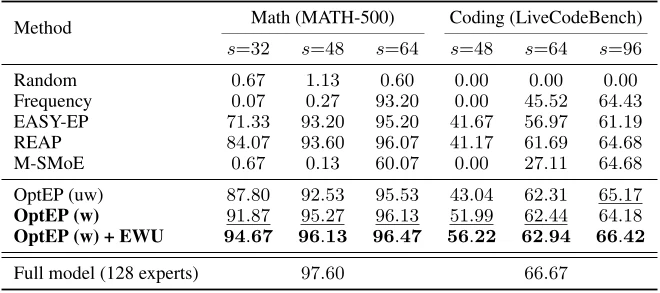 Method Math (MATH-500) Coding (LiveCodeBench)
s=32 s=48 s=64 s=48 s=64 s=96
Random 0.67 1.13 0.60 0.00 0.00 0.00
Frequency 0.07 0.27 93.20 0.00 45.52 64.43
EASY-EP 71.33 93.20 95.20 41.67 56.97 61.19
REAP 84.07 93.60 96.07 41.17 61.69 64.68
M-SMoE 0.67 0.13 60.07 0.00 27.11 64.68
OptEP (uw) 87.80 92.53 95.53 43.04 62.31 65.17
OptEP (w) 91.87 95.27 96.13 51.99 62.44 64.18
OptEP (w) + EWU 94.67 96.13 96.47 56.22 62.94 66.42
Full model (128 experts) 97.60 66.67